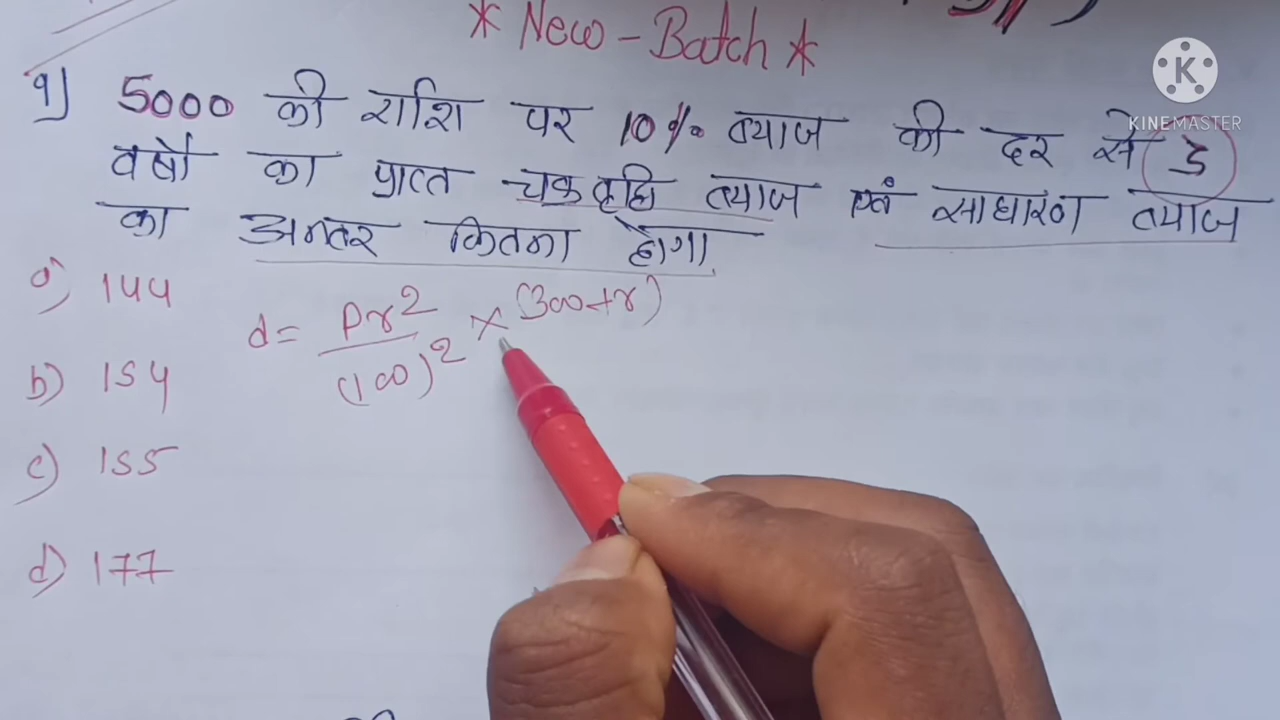 * New - Batch *
KINEMASTER
9) 5000 की राशि पर 10% ब्याज की दर से 3
वर्षो का प्राप्त चक्रवृद्धि ब्याज एवं साधारण ब्याज
का अन्तर कितना होगा
a) 144
d = Pr² / (100)² × (300+r)
b) 154
c) 155
d) 177